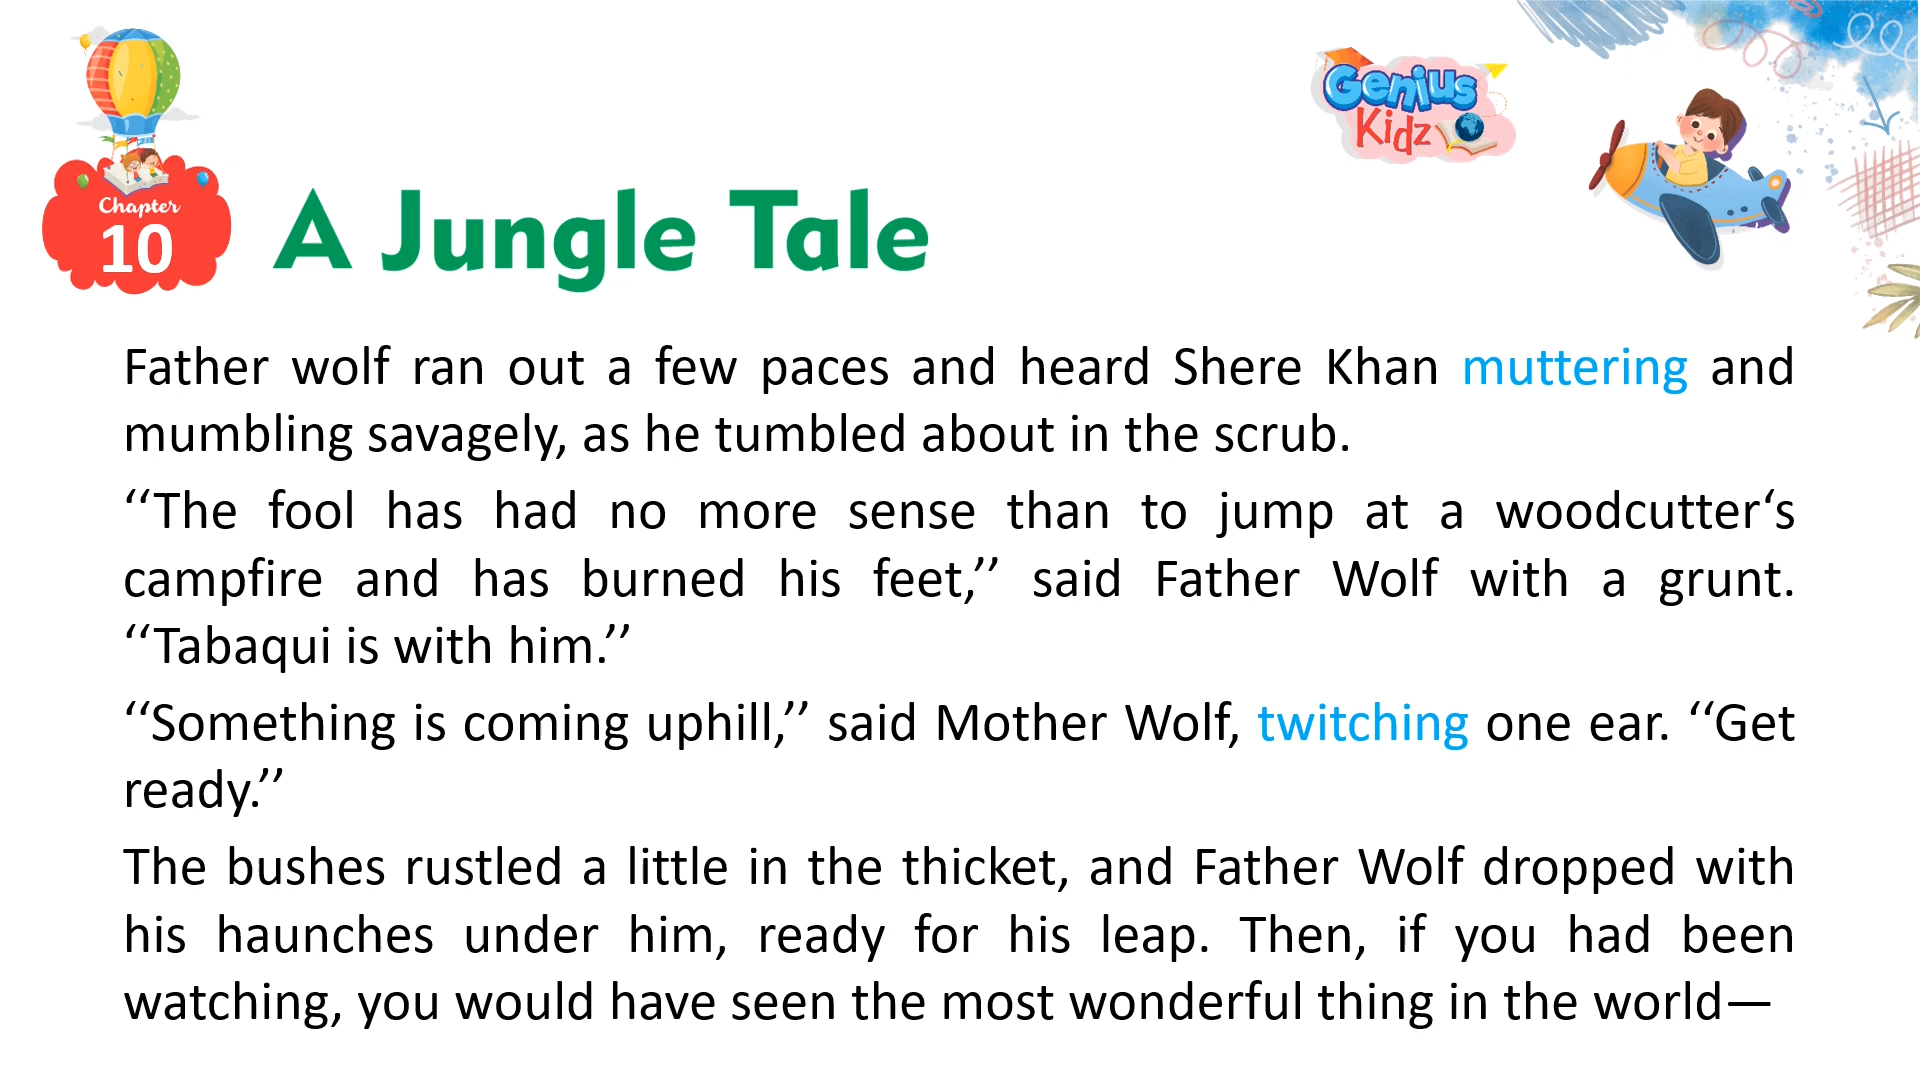 Genius
Kidz
Chapter
10
A Jungle Tale
Father wolf ran out a few paces and heard Shere Khan muttering and
mumbling savagely, as he tumbled about in the scrub.
‘‘The fool has had no more sense than to jump at a woodcutter‘s
campfire and has burned his feet,’’ said Father Wolf with a grunt.
‘‘Tabaqui is with him.’’
‘‘Something is coming uphill,’’ said Mother Wolf, twitching one ear. ‘‘Get
ready.’’
The bushes rustled a little in the thicket, and Father Wolf dropped with
his haunches under him, ready for his leap. Then, if you had been
watching, you would have seen the most wonderful thing in the world—